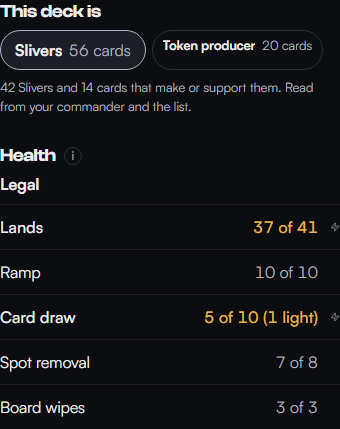 This deck is
Slivers 56 cards
Token producer 20 cards
42 Slivers and 14 cards that make or support them. Read
from your commander and the list.
Health i
Legal
Lands 37 of 41
Ramp 10 of 10
Card draw 5 of 10 (1 light)
Spot removal 7 of 8
Board wipes 3 of 3